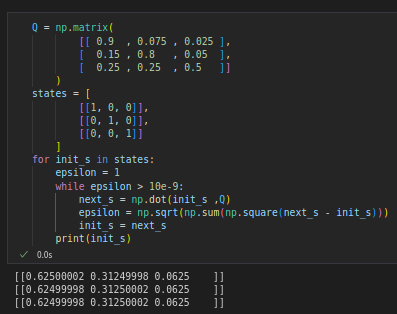 Q = np.matrix(
[[ 0.9 , 0.075 , 0.025 ],
[ 0.15 , 0.8 , 0.05 ],
[ 0.25 , 0.25 , 0.5 ]]
)
states = [
[[1, 0, 0]],
[[0, 1, 0]],
[[0, 0, 1]]
]
for init_s in states:
epsilon = 1
while epsilon > 10e-9:
next_s = np.dot(init_s ,Q)
epsilon = np.sqrt(np.sum(np.square(next_s - init_s)))
init_s = next_s
print(init_s)
✓ 0.0s
[[0.62500002 0.31249998 0.0625 ]]
[[0.62499998 0.31250002 0.0625 ]]
[[0.62499998 0.31250002 0.0625 ]]